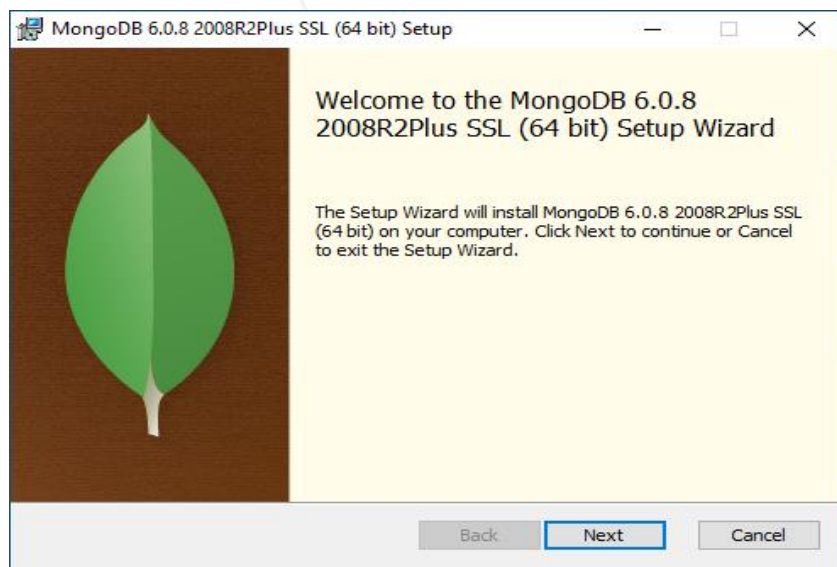 MongoDB 6.0.8 2008R2Plus SSL (64 bit) Setup
Welcome to the MongoDB 6.0.8
2008R2Plus SSL (64 bit) Setup Wizard
The Setup Wizard will install MongoDB 6.0.8 2008R2Plus SSL
(64 bit) on your computer. Click Next to continue or Cancel
to exit the Setup Wizard.
Back Next Cancel